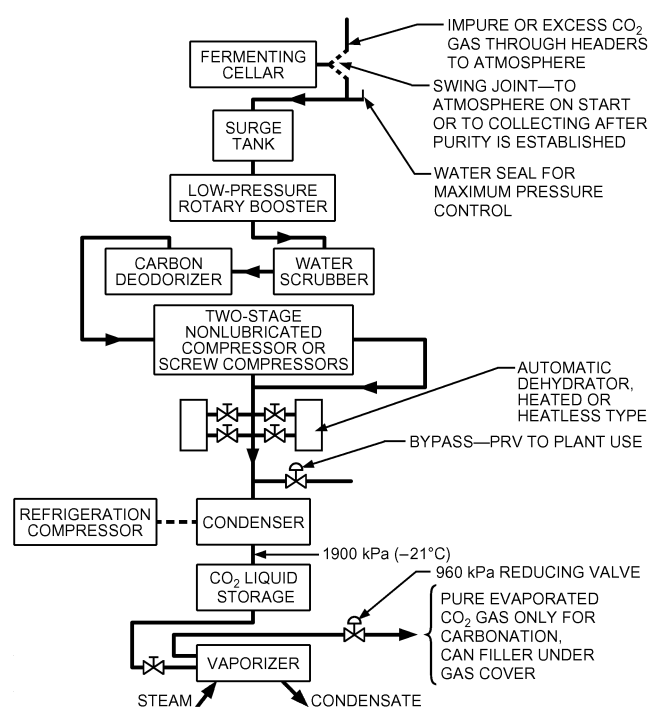 IMPURE OR EXCESS CO₂
GAS THROUGH HEADERS
TO ATMOSPHERE
FERMENTING
CELLAR
SWING JOINT—TO
ATMOSPHERE ON START
OR TO COLLECTING AFTER
PURITY IS ESTABLISHED
SURGE
TANK
WATER SEAL FOR
MAXIMUM PRESSURE
CONTROL
LOW-PRESSURE
ROTARY BOOSTER
CARBON
DEODORIZER
WATER
SCRUBBER
TWO-STAGE
NONLUBRICATED
COMPRESSOR OR
SCREW COMPRESSORS
AUTOMATIC
DEHYDRATOR,
HEATED OR
HEATLESS TYPE
BYPASS—PRV TO PLANT USE
REFRIGERATION
COMPRESSOR
CONDENSER
1900 kPa (–21°C)
CO₂ LIQUID
STORAGE
960 kPa REDUCING VALVE
PURE EVAPORATED
CO₂ GAS ONLY FOR
CARBONATION,
CAN FILLER UNDER
GAS COVER
VAPORIZER
STEAM
CONDENSATE